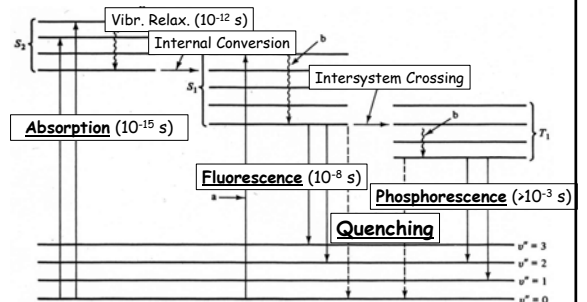 Vibr. Relax. (10⁻¹² s)
S₂
Internal Conversion
b
S₁
Intersystem Crossing
Absorption (10⁻¹⁵ s)
b
T₁
Fluorescence (10⁻⁸ s)
a
Phosphorescence (>10⁻³ s)
Quenching
υ″ = 3
υ″ = 2
υ″ = 1
υ″ = 0